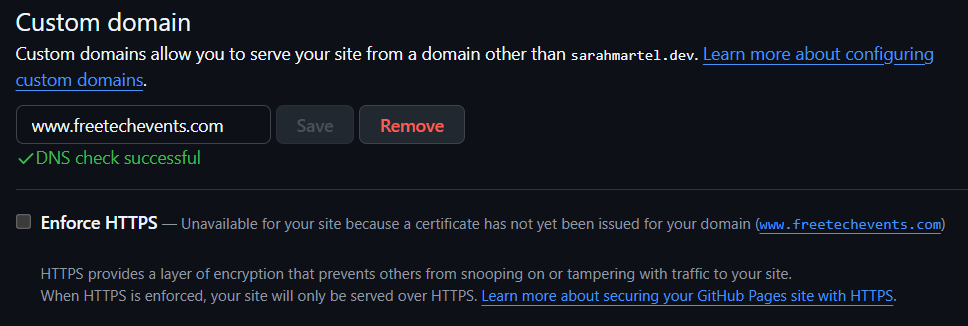 Custom domain
Custom domains allow you to serve your site from a domain other than sarahmartel.dev. Learn more about configuring
custom domains.
www.freetechevents.com Save Remove
✓DNS check successful
Enforce HTTPS — Unavailable for your site because a certificate has not yet been issued for your domain (www.freetechevents.com)
HTTPS provides a layer of encryption that prevents others from snooping on or tampering with traffic to your site.
When HTTPS is enforced, your site will only be served over HTTPS. Learn more about securing your GitHub Pages site with HTTPS.